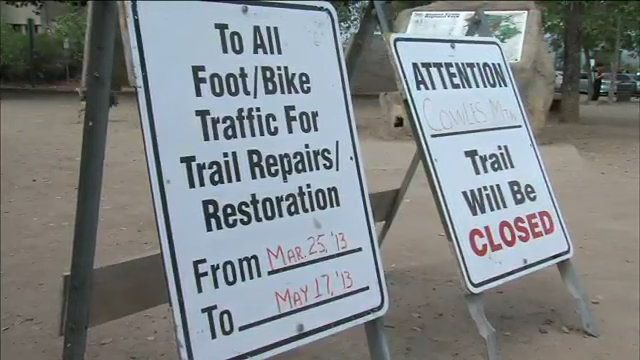 To All
Foot/Bike
Traffic For
Trail Repairs/
Restoration
From Mar. 25, '13
To May 17, '13
ATTENTION
Cowles Mtn
Trail
Will Be
CLOSED